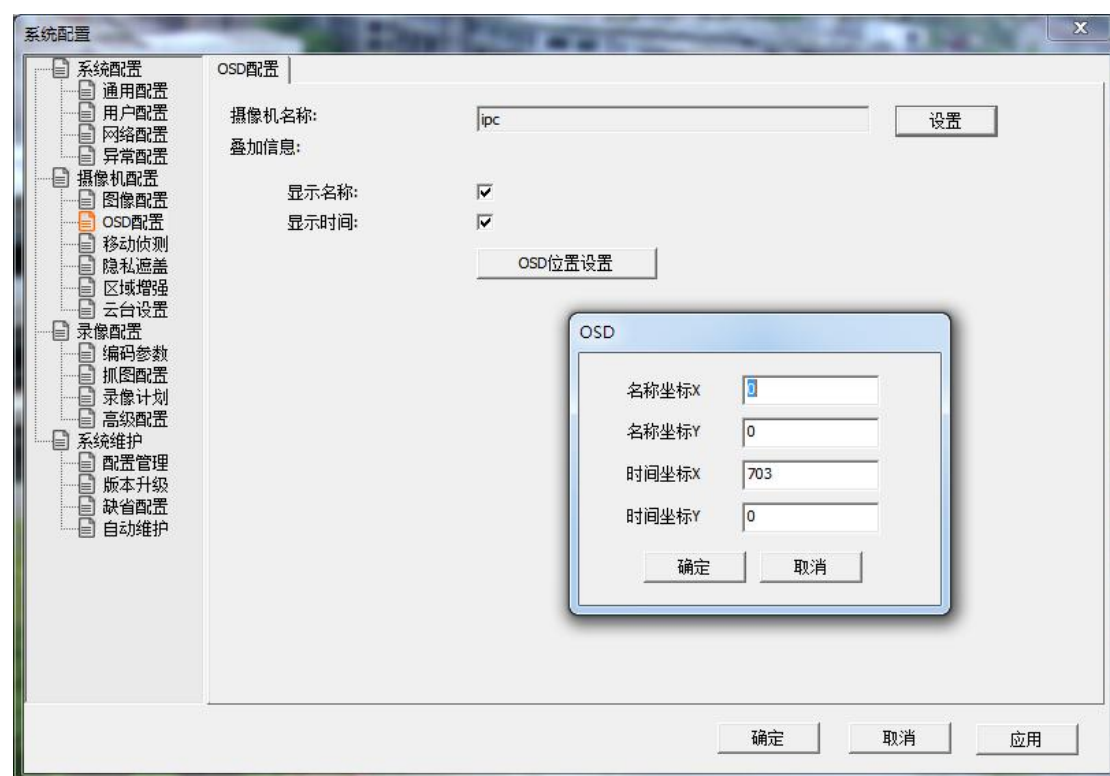 系统配置
X
系统配置
通用配置
用户配置
网络配置
异常配置
摄像机配置
图像配置
OSD配置
移动侦测
隐私遮盖
区域增强
云台设置
录像配置
编码参数
抓图配置
录像计划
高级配置
系统维护
配置管理
版本升级
缺省配置
自动维护
OSD配置
摄像机名称:
ipc
设置
叠加信息:
显示名称:
显示时间:
OSD位置设置
OSD
名称坐标X
0
名称坐标Y
0
时间坐标X
703
时间坐标Y
0
确定
取消
确定
取消
应用